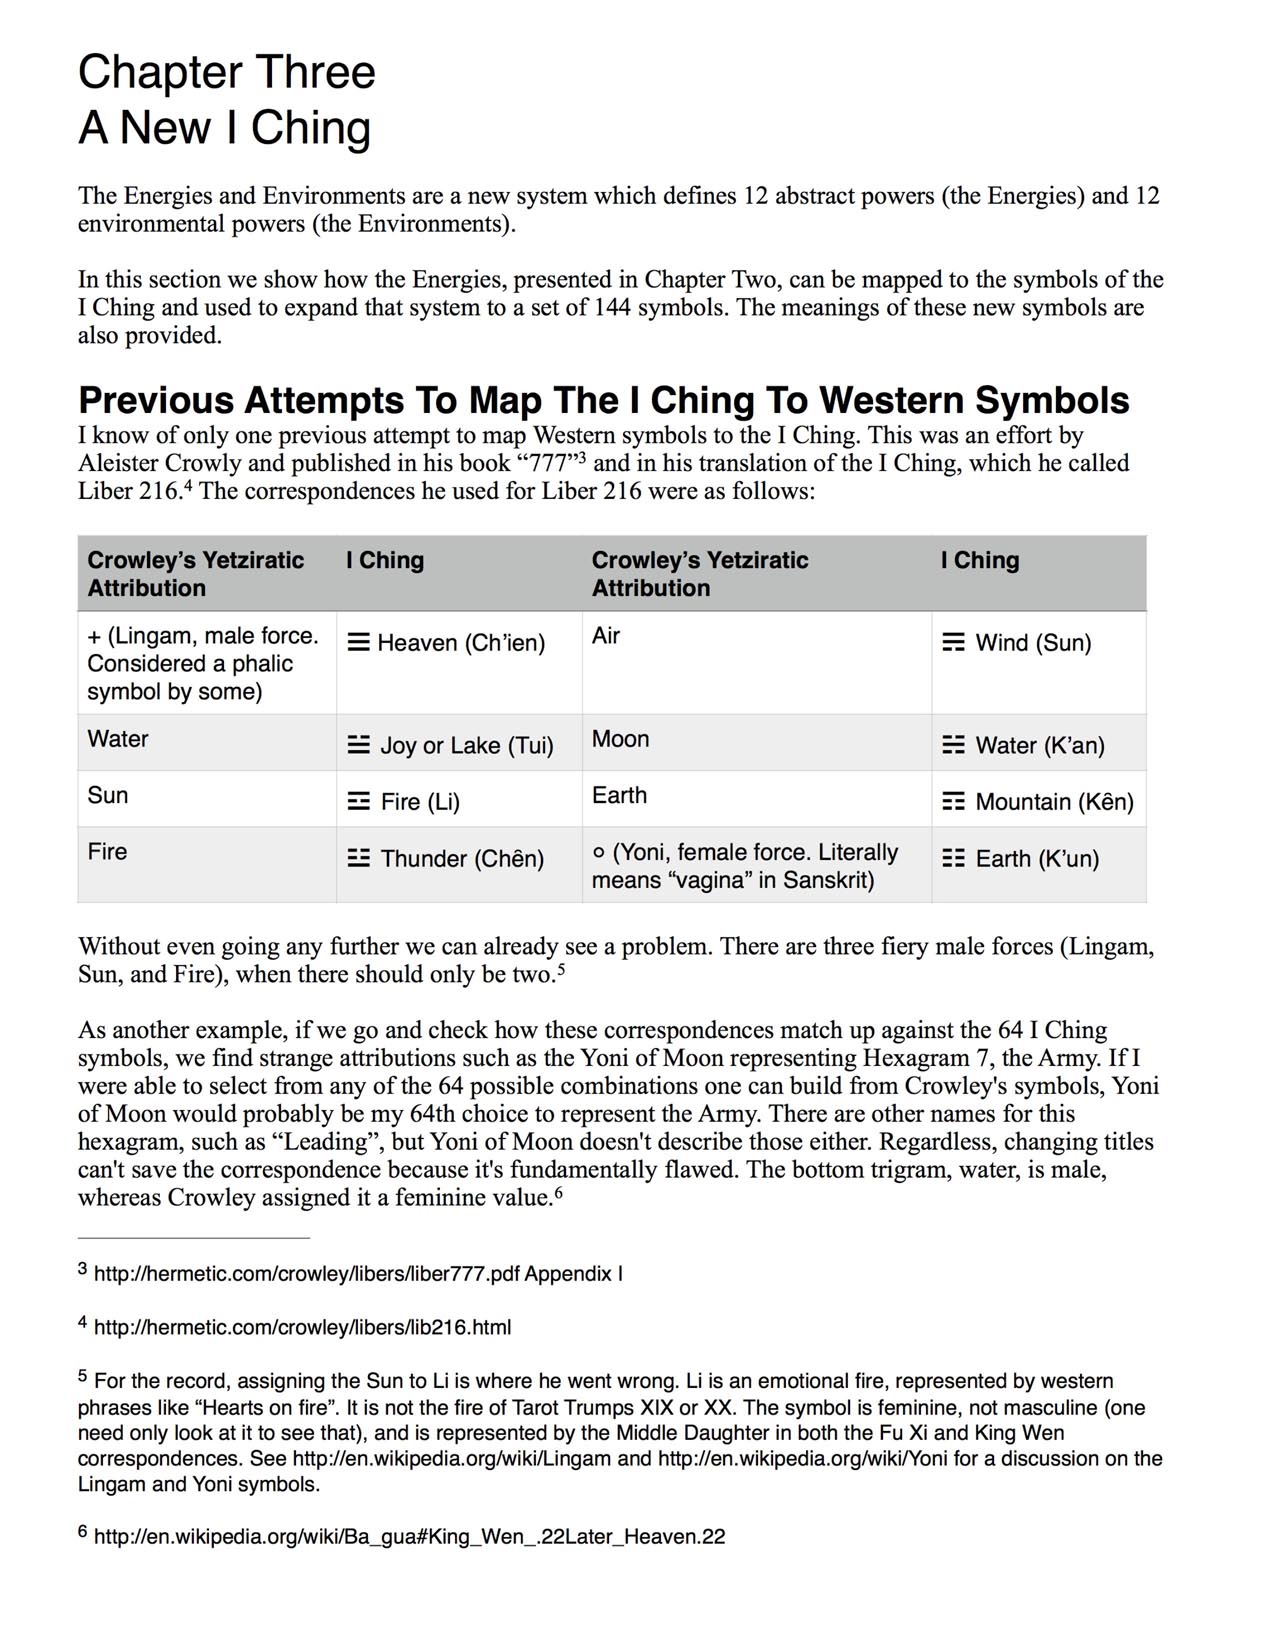 Chapter Three
A New I Ching
The Energies and Environments are a new system which defines 12 abstract powers (the Energies) and 12
environmental powers (the Environments).
In this section we show how the Energies, presented in Chapter Two, can be mapped to the symbols of the
I Ching and used to expand that system to a set of 144 symbols. The meanings of these new symbols are
also provided.
Previous Attempts To Map The I Ching To Western Symbols
I know of only one previous attempt to map Western symbols to the I Ching. This was an effort by
Aleister Crowly and published in his book “777”³ and in his translation of the I Ching, which he called
Liber 216.⁴ The correspondences he used for Liber 216 were as follows:
Crowley’s Yetziratic
Attribution
I Ching
Crowley’s Yetziratic
Attribution
I Ching
+ (Lingam, male force.
Considered a phalic
symbol by some)
☰ Heaven (Ch’ien)
Air
☴ Wind (Sun)
Water
☱ Joy or Lake (Tui)
Moon
☵ Water (K’an)
Sun
☲ Fire (Li)
Earth
☶ Mountain (Kên)
Fire
☳ Thunder (Chên)
○ (Yoni, female force. Literally
means “vagina” in Sanskrit)
☷ Earth (K’un)
Without even going any further we can already see a problem. There are three fiery male forces (Lingam,
Sun, and Fire), when there should only be two.⁵
As another example, if we go and check how these correspondences match up against the 64 I Ching
symbols, we find strange attributions such as the Yoni of Moon representing Hexagram 7, the Army. If I
were able to select from any of the 64 possible combinations one can build from Crowley's symbols, Yoni
of Moon would probably be my 64th choice to represent the Army. There are other names for this
hexagram, such as “Leading”, but Yoni of Moon doesn't describe those either. Regardless, changing titles
can't save the correspondence because it's fundamentally flawed. The bottom trigram, water, is male,
whereas Crowley assigned it a feminine value.⁶
³ http://hermetic.com/crowley/libers/liber777.pdf Appendix I
⁴ http://hermetic.com/crowley/libers/lib216.html
⁵ For the record, assigning the Sun to Li is where he went wrong. Li is an emotional fire, represented by western
phrases like “Hearts on fire”. It is not the fire of Tarot Trumps XIX or XX. The symbol is feminine, not masculine (one
need only look at it to see that), and is represented by the Middle Daughter in both the Fu Xi and King Wen
correspondences. See http://en.wikipedia.org/wiki/Lingam and http://en.wikipedia.org/wiki/Yoni for a discussion on the
Lingam and Yoni symbols.
⁶ http://en.wikipedia.org/wiki/Ba_gua#King_Wen_.22Later_Heaven.22